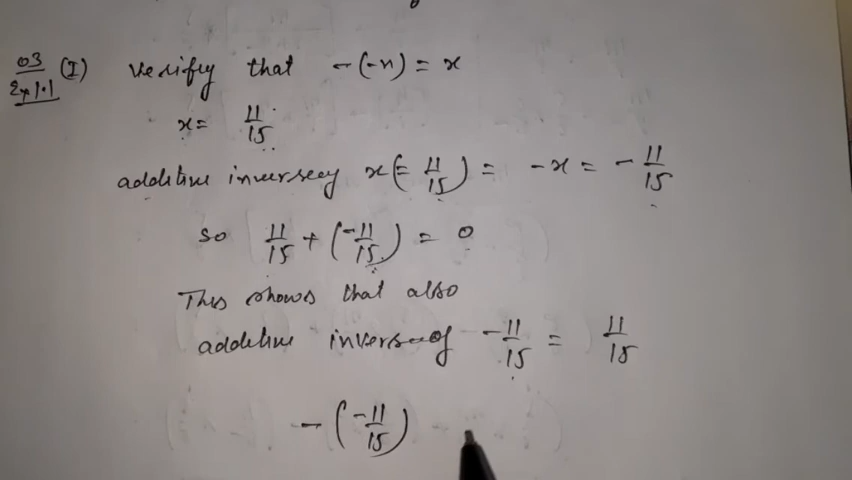 03/Ex 1.1 (I) Verify that -(-x) = x
x = 11/15
additive inverse of x(= 11/15) = -x = -11/15
so 11/15 + (-11/15) = 0
This shows that also
additive inverse of -11/15 = 11/15
-(-11/15)